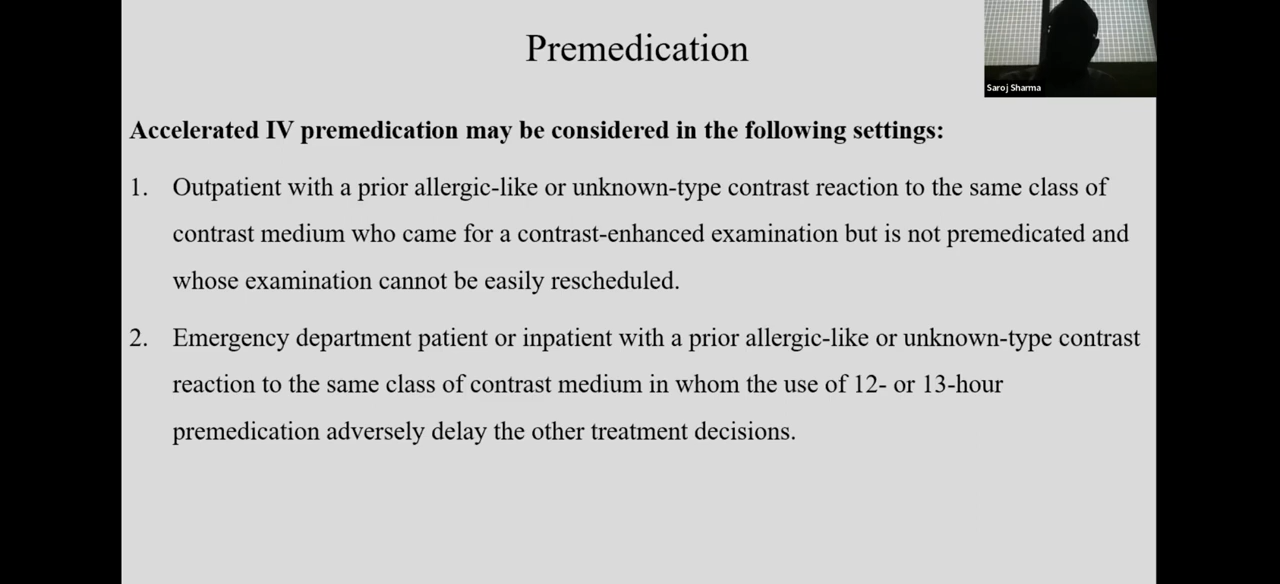 Premedication
Saroj Sharma
Accelerated IV premedication may be considered in the following settings:
1. Outpatient with a prior allergic-like or unknown-type contrast reaction to the same class of
contrast medium who came for a contrast-enhanced examination but is not premedicated and
whose examination cannot be easily rescheduled.
2. Emergency department patient or inpatient with a prior allergic-like or unknown-type contrast
reaction to the same class of contrast medium in whom the use of 12- or 13-hour
premedication adversely delay the other treatment decisions.